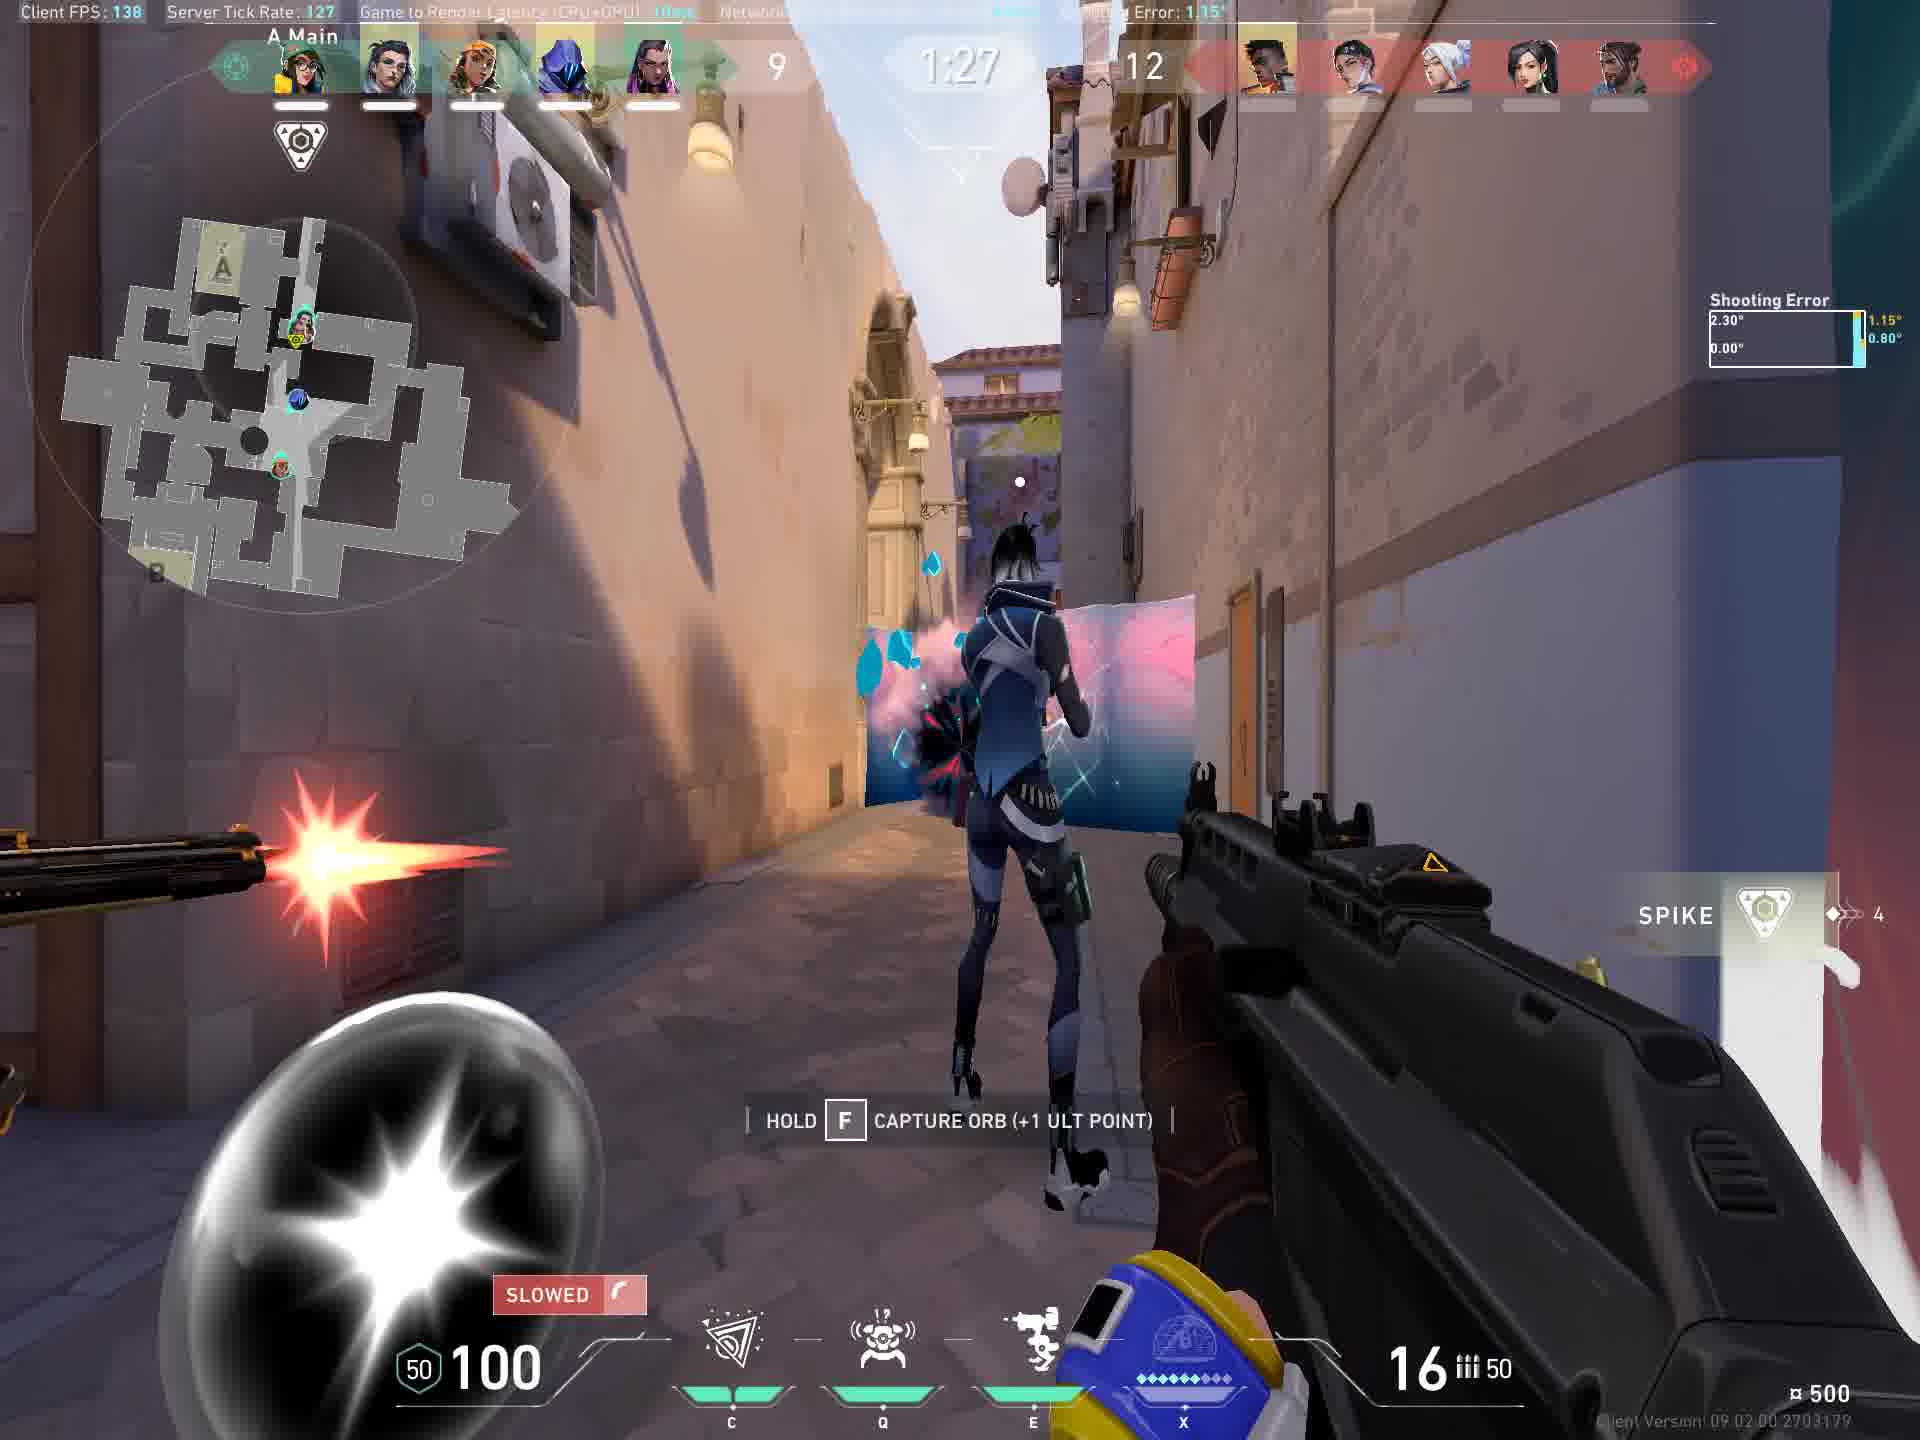 Client FPS: 138 Server Tick Rate: 127 Game to Render Latency (CPU+GPU) Network Error: 1.15°
A Main
9 1:27 12
A
B
Shooting Error
2.30° 1.15°
0.80°
0.00°
SPIKE 4
HOLD F CAPTURE ORB (+1 ULT POINT)
SLOWED
50 100
16 50
¤ 500
C Q E X
Client Version: 09.02.00.2703179